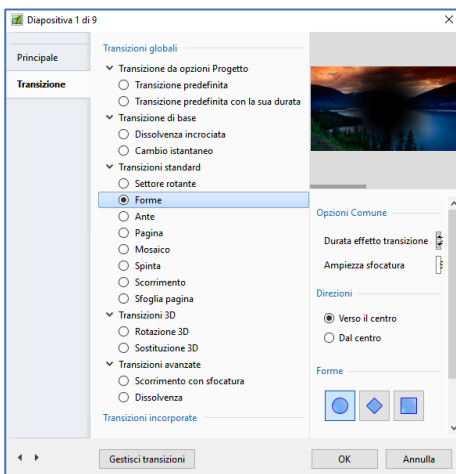 Diapositiva 1 di 9
Principale
Transizione
Transizioni globali
Transizione da opzioni Progetto
Transizione predefinita
Transizione predefinita con la sua durata
Transizione di base
Dissolvenza incrociata
Cambio istantaneo
Transizioni standard
Settore rotante
Forme
Ante
Pagina
Mosaico
Spinta
Scorrimento
Sfoglia pagina
Transizioni 3D
Rotazione 3D
Sostituzione 3D
Transizioni avanzate
Scorrimento con sfocatura
Dissolvenza
Transizioni incorporate
Opzioni Comune
Durata effetto transizione
Ampiezza sfocatura
Direzioni
Verso il centro
Dal centro
Forme
Gestisci transizioni
OK
Annulla